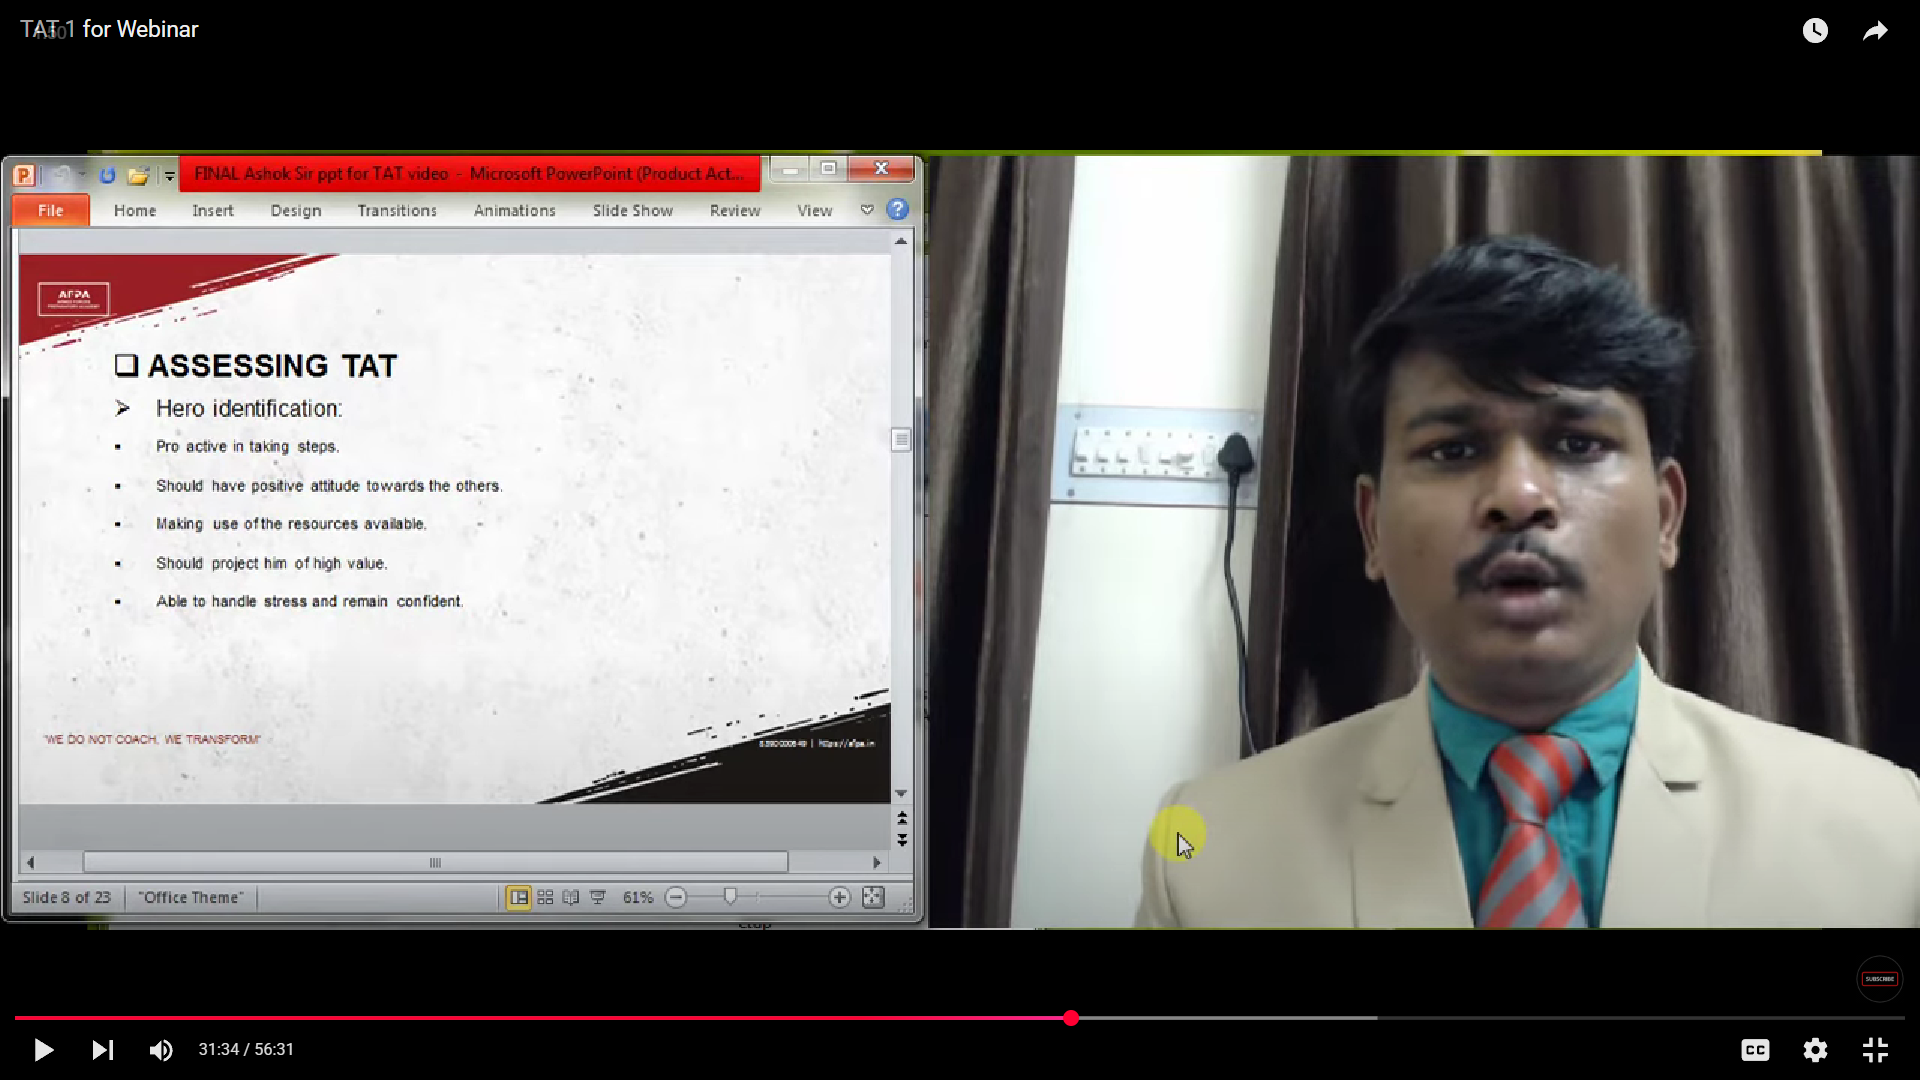 TAT 1 for Webinar
FINAL Ashok Sir ppt for TAT video - Microsoft PowerPoint (Product Act...
File Home Insert Design Transitions Animations Slide Show Review View
AFPA
ASSESSING TAT
Hero identification:
Pro active in taking steps.
Should have positive attitude towards the others.
Making use of the resources available.
Should project him of high value.
Able to handle stress and remain confident.
"WE DO NOT COACH, WE TRANSFORM"
https://afpa.in
Slide 8 of 23 "Office Theme" 61%
SUBSCRIBE
31:34 / 56:31
CC